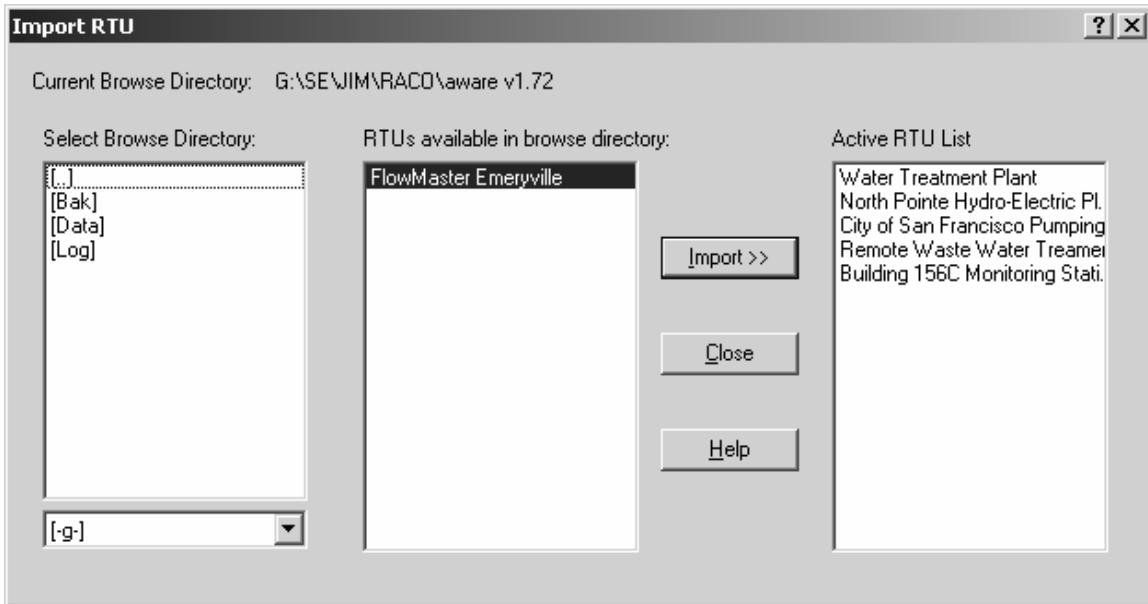 Import RTU
Current Browse Directory: G:\SE\JIM\RACO\aware v1.72
Select Browse Directory:
[..]
[Bak]
[Data]
[Log]
[-g-]
RTUs available in browse directory:
FlowMaster Emeryville
Import >>
Close
Help
Active RTU List
Water Treatment Plant
North Pointe Hydro-Electric Pl.
City of San Francisco Pumping
Remote Waste Water Treamer
Building 156C Monitoring Stati.